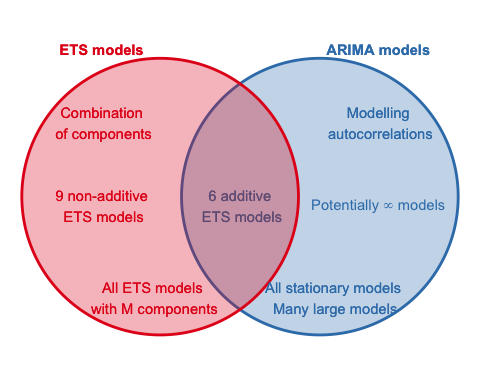 ETS models
ARIMA models
Combination
of components
Modelling
autocorrelations
9 non-additive
ETS models
6 additive
ETS models
Potentially ∞ models
All ETS models
with M components
All stationary models
Many large models